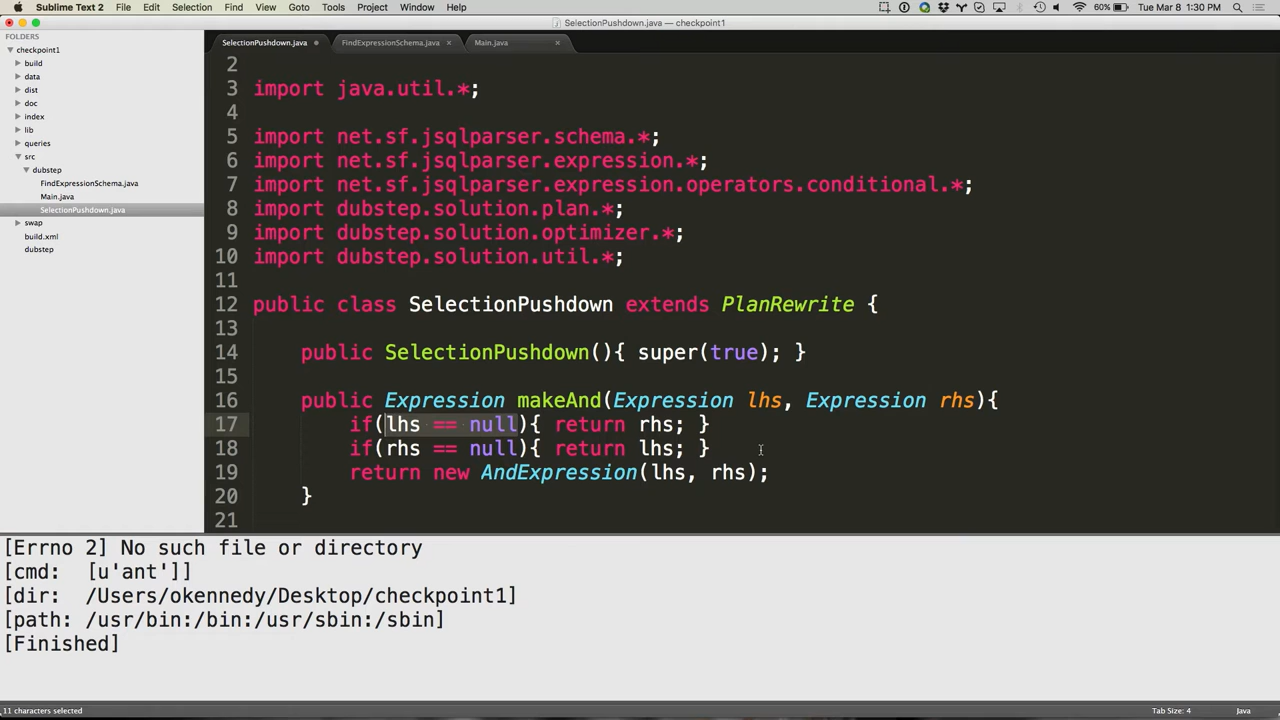 Sublime Text 2 File Edit Selection Find View Goto Tools Project Window Help 60% Tue Mar 8 1:30 PM
SelectionPushdown.java — checkpoint1
FOLDERS
checkpoint1
build
data
dist
doc
index
lib
queries
src
dubstep
FindExpressionSchema.java
Main.java
SelectionPushdown.java
swap
build.xml
dubstep
SelectionPushdown.java FindExpressionSchema.java Main.java
2
3 import java.util.*;
4
5 import net.sf.jsqlparser.schema.*;
6 import net.sf.jsqlparser.expression.*;
7 import net.sf.jsqlparser.expression.operators.conditional.*;
8 import dubstep.solution.plan.*;
9 import dubstep.solution.optimizer.*;
10 import dubstep.solution.util.*;
11
12 public class SelectionPushdown extends PlanRewrite {
13
14 public SelectionPushdown(){ super(true); }
15
16 public Expression makeAnd(Expression lhs, Expression rhs){
17 if(lhs == null){ return rhs; }
18 if(rhs == null){ return lhs; }
19 return new AndExpression(lhs, rhs);
20 }
21
[Errno 2] No such file or directory
[cmd: [u'ant']]
[dir: /Users/okennedy/Desktop/checkpoint1]
[path: /usr/bin:/bin:/usr/sbin:/sbin]
[Finished]
11 characters selected Tab Size: 4 Java